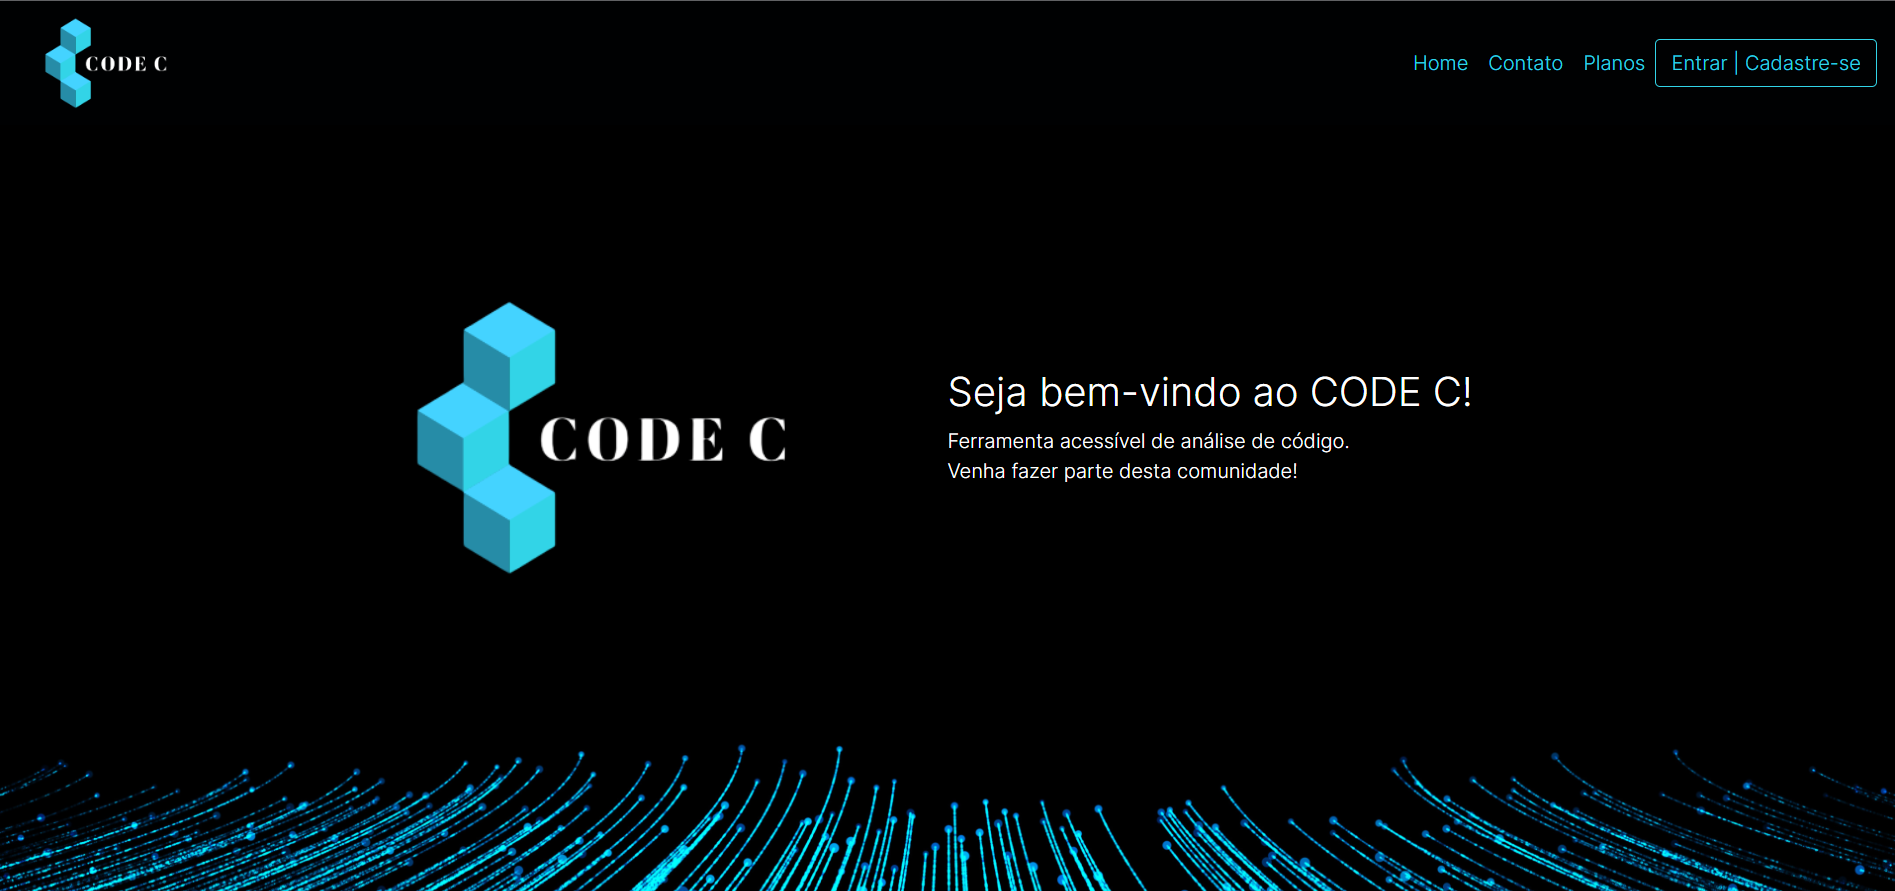 CODE C
Home Contato Planos Entrar | Cadastre-se
CODE C
Seja bem-vindo ao CODE C!
Ferramenta acessível de análise de código.
Venha fazer parte desta comunidade!